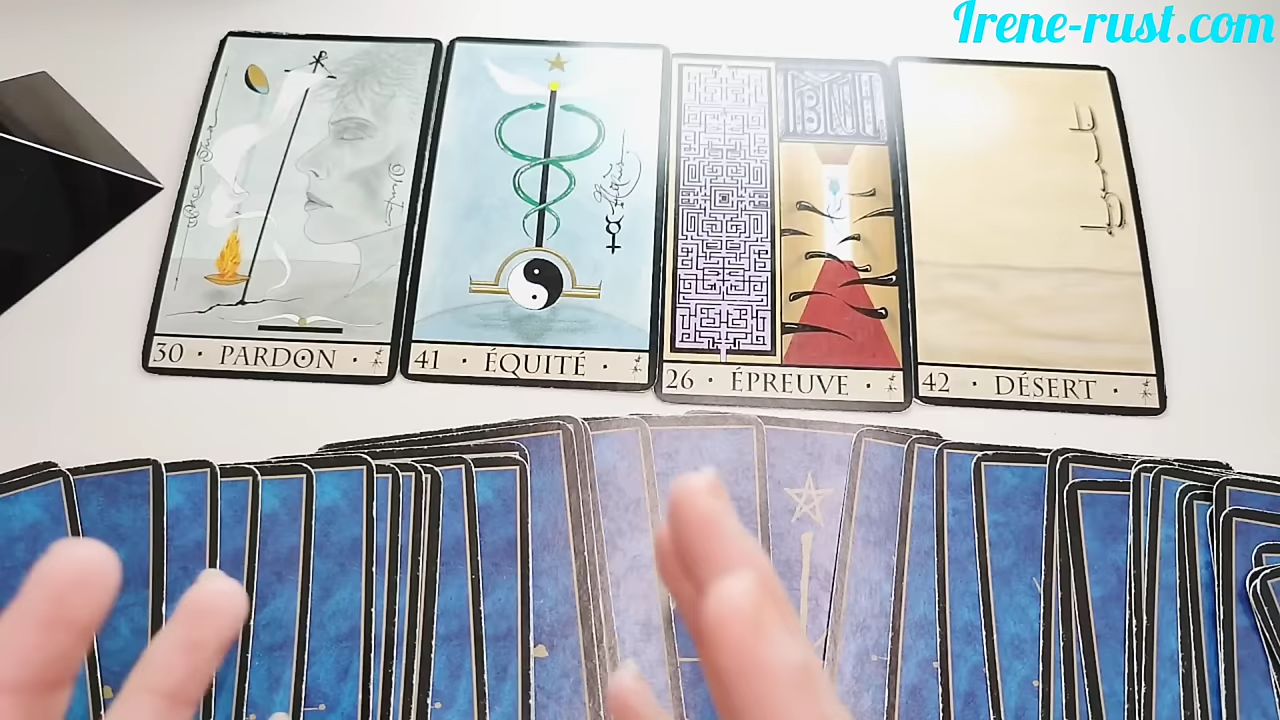 Irene-rust.com
30 · PARDON ·
41 · ÉQUITÉ ·
26 · ÉPREUVE ·
42 · DÉSERT ·